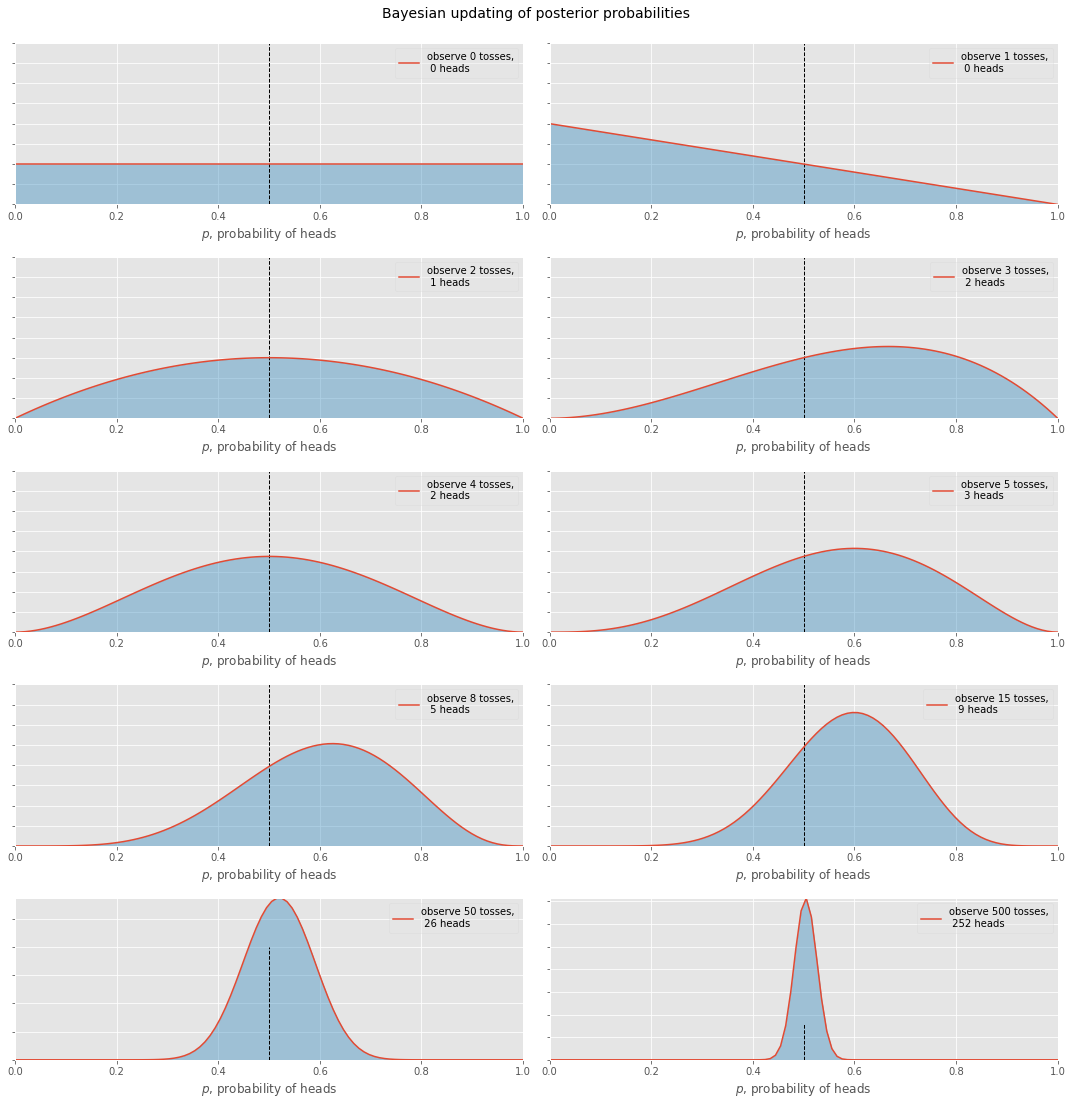 Bayesian updating of posterior probabilities
observe 0 tosses,
0 heads
0.0 0.2 0.4 0.6 0.8 1.0
p, probability of heads
observe 1 tosses,
0 heads
0.0 0.2 0.4 0.6 0.8 1.0
p, probability of heads
observe 2 tosses,
1 heads
0.0 0.2 0.4 0.6 0.8 1.0
p, probability of heads
observe 3 tosses,
2 heads
0.0 0.2 0.4 0.6 0.8 1.0
p, probability of heads
observe 4 tosses,
2 heads
0.0 0.2 0.4 0.6 0.8 1.0
p, probability of heads
observe 5 tosses,
3 heads
0.0 0.2 0.4 0.6 0.8 1.0
p, probability of heads
observe 8 tosses,
5 heads
0.0 0.2 0.4 0.6 0.8 1.0
p, probability of heads
observe 15 tosses,
9 heads
0.0 0.2 0.4 0.6 0.8 1.0
p, probability of heads
observe 50 tosses,
26 heads
0.0 0.2 0.4 0.6 0.8 1.0
p, probability of heads
observe 500 tosses,
252 heads
0.0 0.2 0.4 0.6 0.8 1.0
p, probability of heads